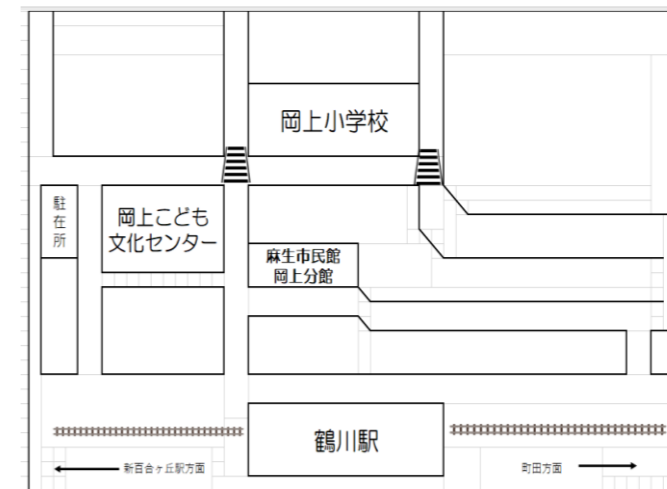 岡上小学校
駐在所
岡上こども
文化センター
麻生市民館
岡上分館
鶴川駅
新百合ヶ丘駅方面
町田方面